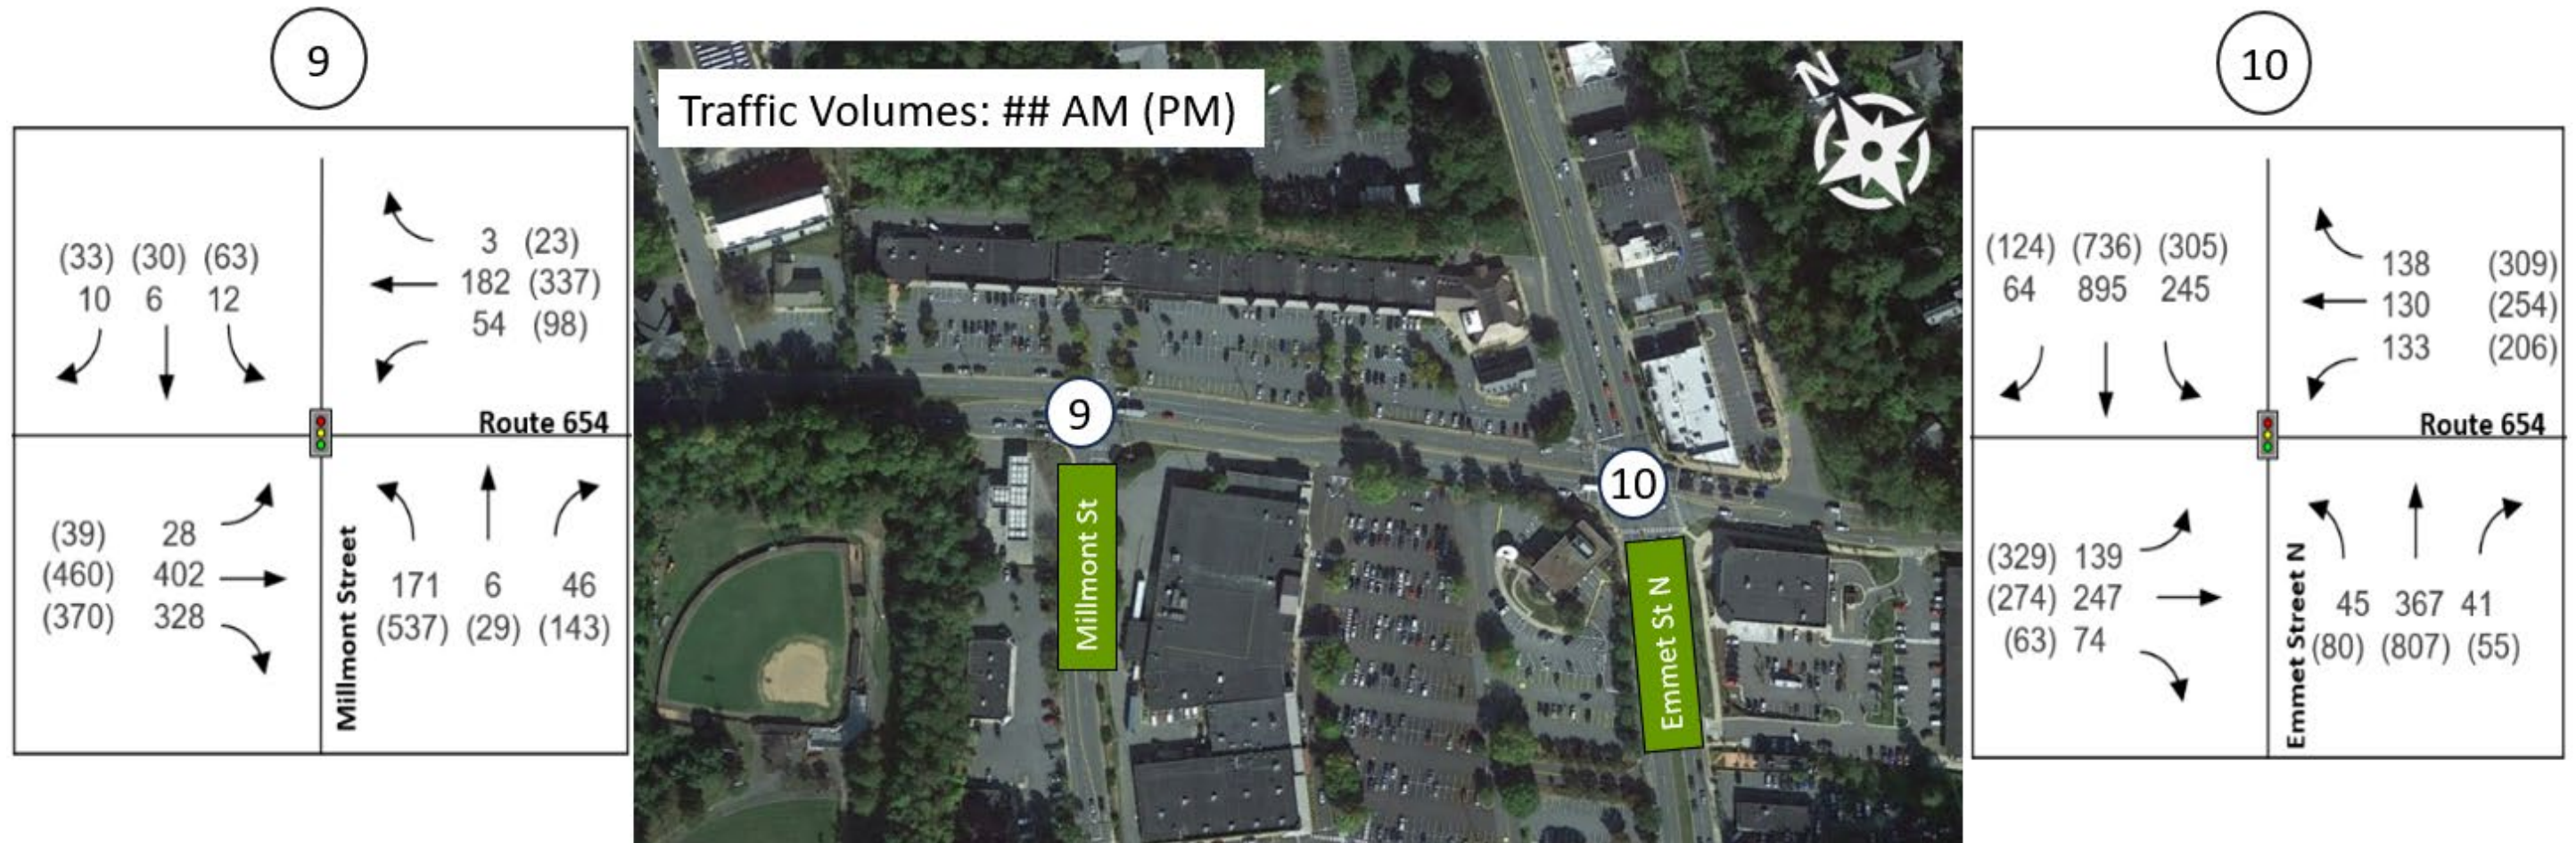 9
(33) (30) (63)
10 6 12
3 (23)
182 (337)
54 (98)
Route 654
(39) 28
(460) 402
(370) 328
Millmont Street
171 6 46
(537) (29) (143)
Traffic Volumes: ## AM (PM)
N
9
10
Millmont St
Emmet St N
10
(124) (736) (305)
64 895 245
138 (309)
130 (254)
133 (206)
Route 654
(329) 139
(274) 247
(63) 74
Emmet Street N
45 367 41
(80) (807) (55)